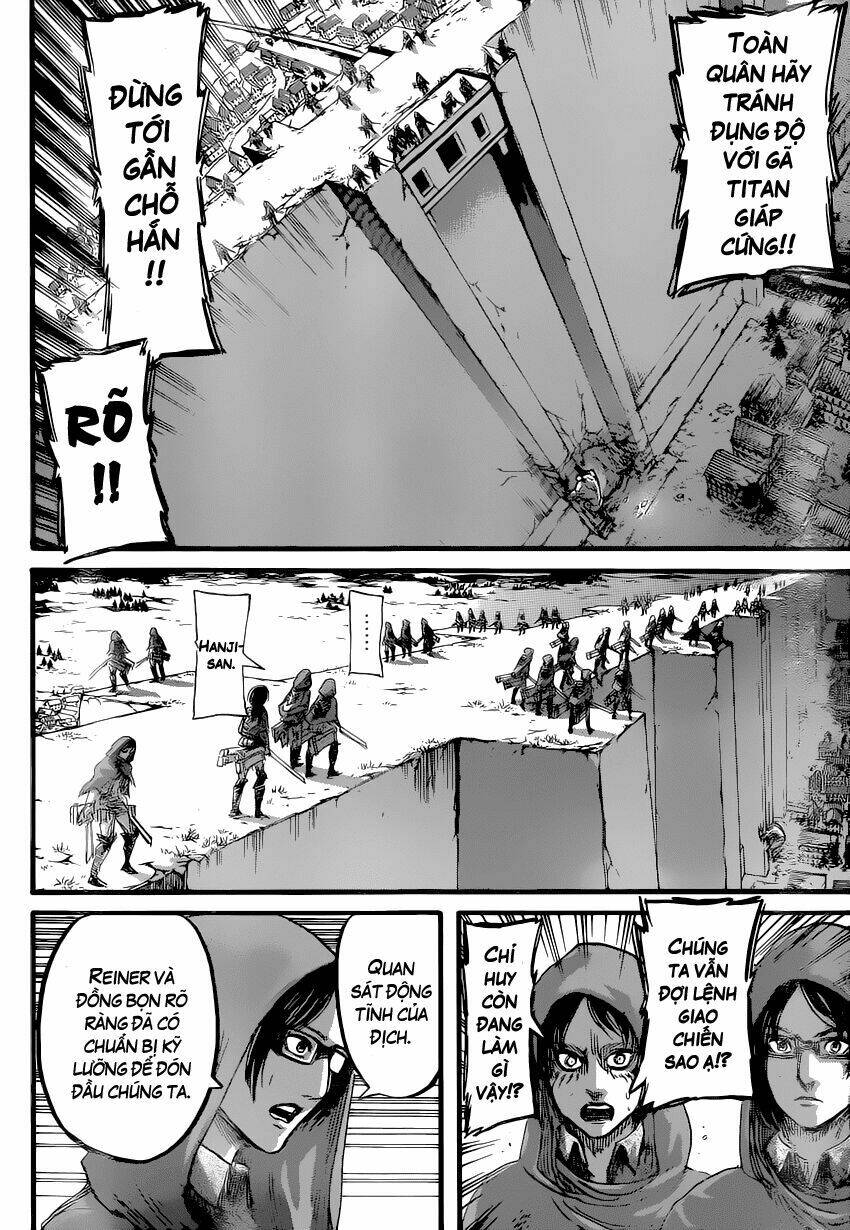 TOÀN
QUÂN HÃY
TRÁNH
ĐỤNG ĐỘ
VỚI GÃ
TITAN
GIÁP
CỨNG!!
ĐỪNG
TỚI
GẦN
CHỖ
HẮN
!!
RÕ
!!
......
HANJI-
SAN.
CHÚNG
TA VẪN
ĐỢI LỆNH
GIAO
CHIẾN
SAO Ạ!?
CHỈ
HUY
CÒN
ĐANG
LÀM
GÌ
VẬY!?
QUAN
SÁT ĐỘNG
TĨNH CỦA
ĐỊCH.
REINER VÀ
ĐỒNG BỌN RÕ
RÀNG ĐÃ CÓ
CHUẨN BỊ KỸ
LƯỠNG ĐỂ ĐÓN
ĐẦU CHÚNG TA.